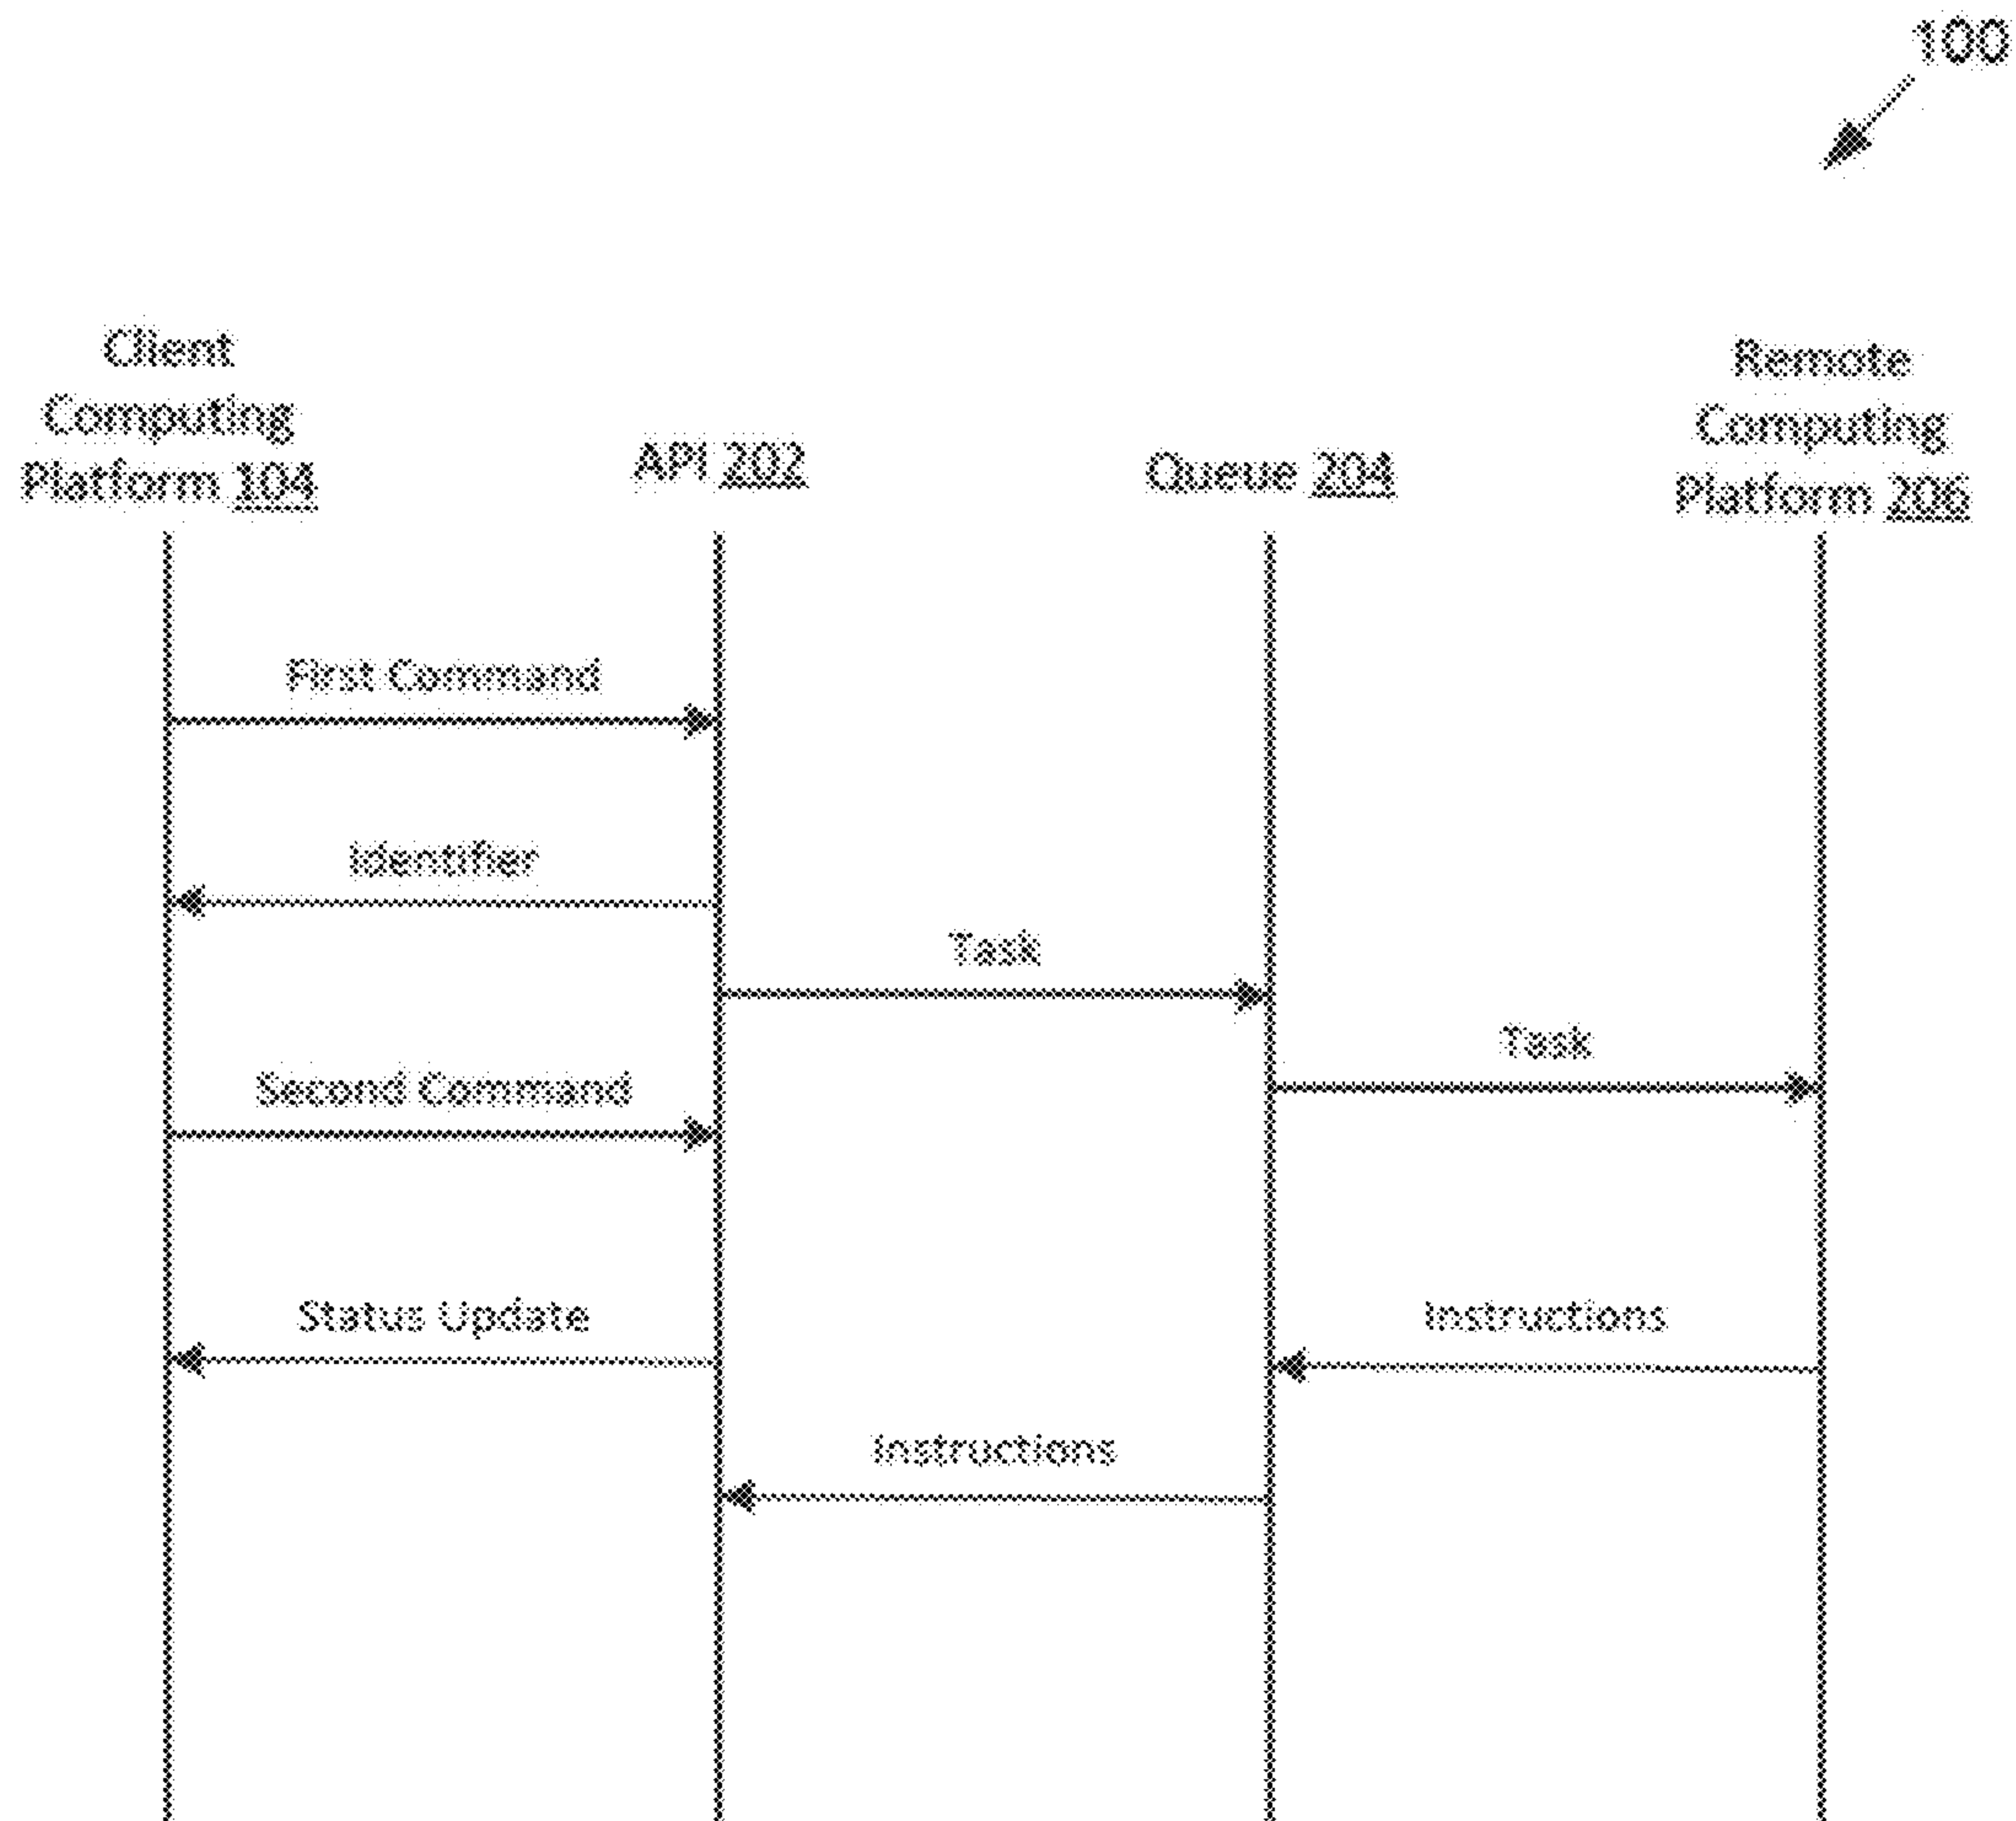 100
Client
Computing
Platform 104
API 202
Queue 204
Remote
Computing
Platform 206
First Command
Identifier
Task
Task
Second Command
Status Update
Instructions
Instructions